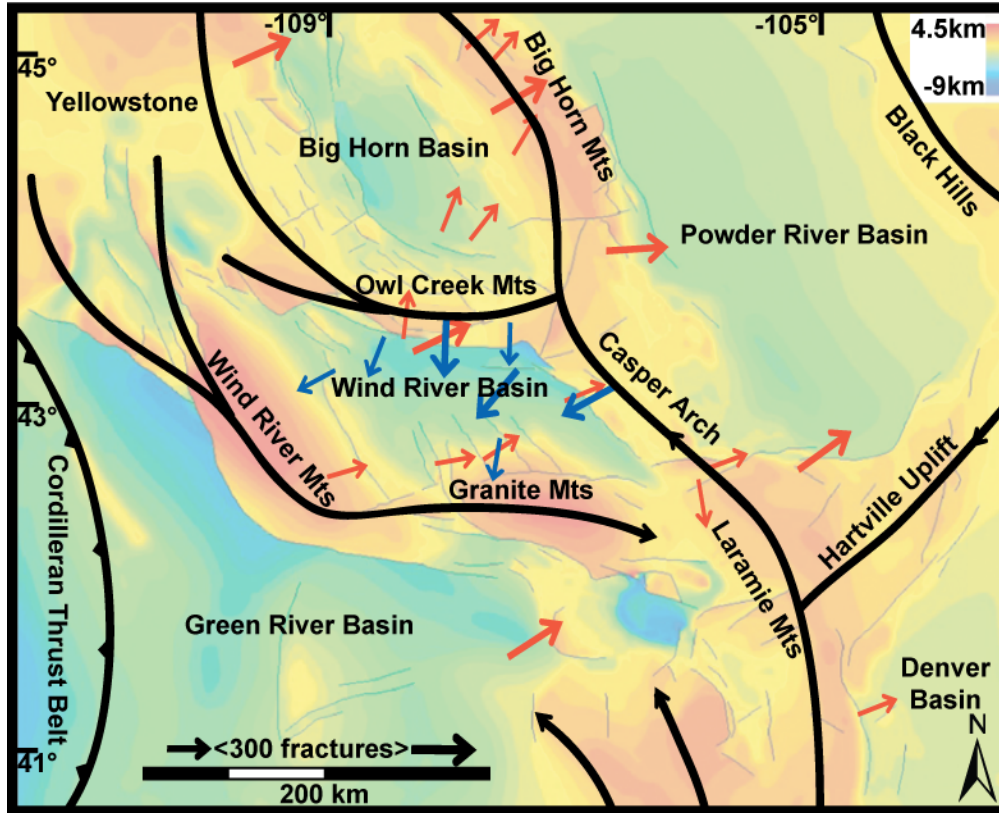 -109°
-105°
4.5km
-9km
45°
Yellowstone
Big Horn Mts
Black Hills
Big Horn Basin
Powder River Basin
Owl Creek Mts
Casper Arch
Wind River Basin
43°
Wind River Mts
Granite Mts
Hartville Uplift
Cordilleran Thrust Belt
Laramie Mts
Green River Basin
Denver
Basin
N
<300 fractures>
41°
200 km